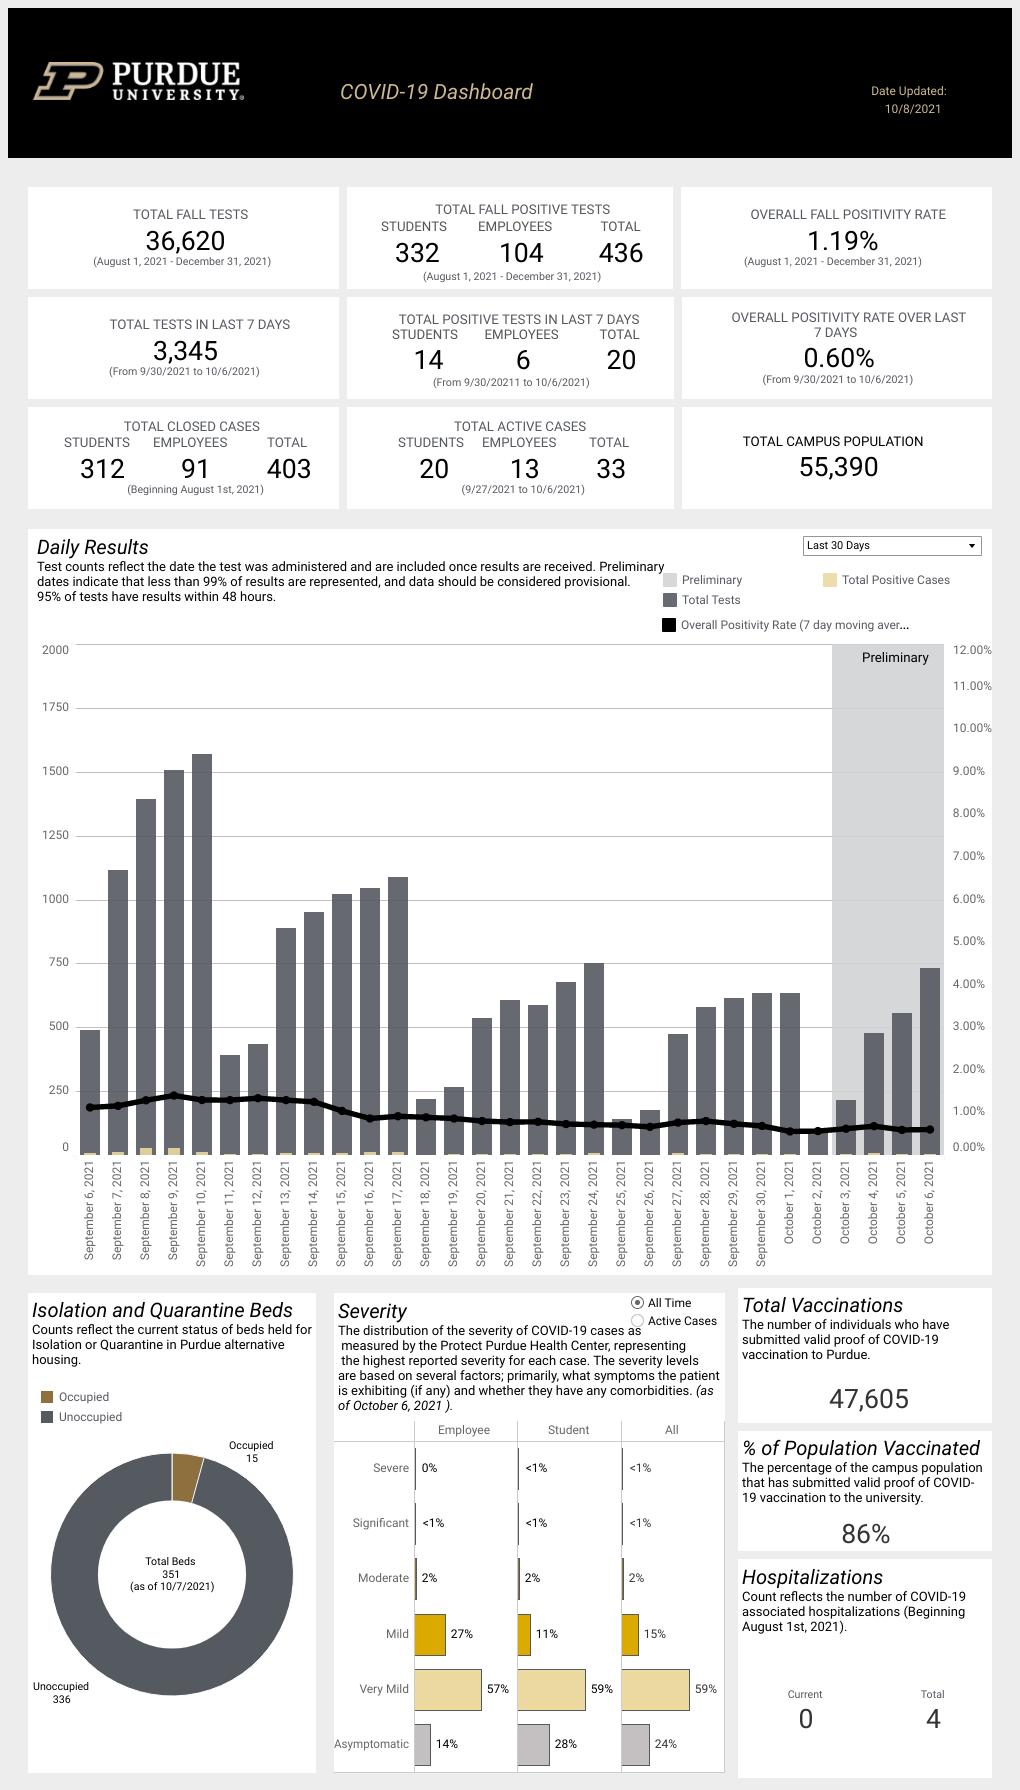 PURDUE
UNIVERSITY®
COVID-19 Dashboard
Date Updated:
10/8/2021
TOTAL FALL TESTS
36,620
(August 1, 2021 - December 31, 2021)
TOTAL FALL POSITIVE TESTS
STUDENTS EMPLOYEES TOTAL
332 104 436
(August 1, 2021 - December 31, 2021)
OVERALL FALL POSITIVITY RATE
1.19%
(August 1, 2021 - December 31, 2021)
TOTAL TESTS IN LAST 7 DAYS
3,345
(From 9/30/2021 to 10/6/2021)
TOTAL POSITIVE TESTS IN LAST 7 DAYS
STUDENTS EMPLOYEES TOTAL
14 6 20
(From 9/30/20211 to 10/6/2021)
OVERALL POSITIVITY RATE OVER LAST
7 DAYS
0.60%
(From 9/30/2021 to 10/6/2021)
TOTAL CLOSED CASES
STUDENTS EMPLOYEES TOTAL
312 91 403
(Beginning August 1st, 2021)
TOTAL ACTIVE CASES
STUDENTS EMPLOYEES TOTAL
20 13 33
(9/27/2021 to 10/6/2021)
TOTAL CAMPUS POPULATION
55,390
Daily Results
Test counts reflect the date the test was administered and are included once results are received. Preliminary
dates indicate that less than 99% of results are represented, and data should be considered provisional.
95% of tests have results within 48 hours.
Last 30 Days
Preliminary
Total Positive Cases
Total Tests
Overall Positivity Rate (7 day moving aver...
Preliminary
2000
1750
1500
1250
1000
750
500
250
0
12.00%
11.00%
10.00%
9.00%
8.00%
7.00%
6.00%
5.00%
4.00%
3.00%
2.00%
1.00%
0.00%
September 6, 2021
September 7, 2021
September 8, 2021
September 9, 2021
September 10, 2021
September 11, 2021
September 12, 2021
September 13, 2021
September 14, 2021
September 15, 2021
September 16, 2021
September 17, 2021
September 18, 2021
September 19, 2021
September 20, 2021
September 21, 2021
September 22, 2021
September 23, 2021
September 24, 2021
September 25, 2021
September 26, 2021
September 27, 2021
September 28, 2021
September 29, 2021
September 30, 2021
October 1, 2021
October 2, 2021
October 3, 2021
October 4, 2021
October 5, 2021
October 6, 2021
Isolation and Quarantine Beds
Counts reflect the current status of beds held for
Isolation or Quarantine in Purdue alternative
housing.
Occupied
Unoccupied
Occupied
15
Total Beds
351
(as of 10/7/2021)
Unoccupied
336
Severity
All Time
Active Cases
The distribution of the severity of COVID-19 cases as
measured by the Protect Purdue Health Center, representing
the highest reported severity for each case. The severity levels
are based on several factors; primarily, what symptoms the patient
is exhibiting (if any) and whether they have any comorbidities. (as
of October 6, 2021 ).
Employee Student All
Severe 0% <1% <1%
Significant <1% <1% <1%
Moderate 2% 2% 2%
Mild 27% 11% 15%
Very Mild 57% 59% 59%
Asymptomatic 14% 28% 24%
Total Vaccinations
The number of individuals who have
submitted valid proof of COVID-19
vaccination to Purdue.
47,605
% of Population Vaccinated
The percentage of the campus population
that has submitted valid proof of COVID-
19 vaccination to the university.
86%
Hospitalizations
Count reflects the number of COVID-19
associated hospitalizations (Beginning
August 1st, 2021).
Current Total
0 4